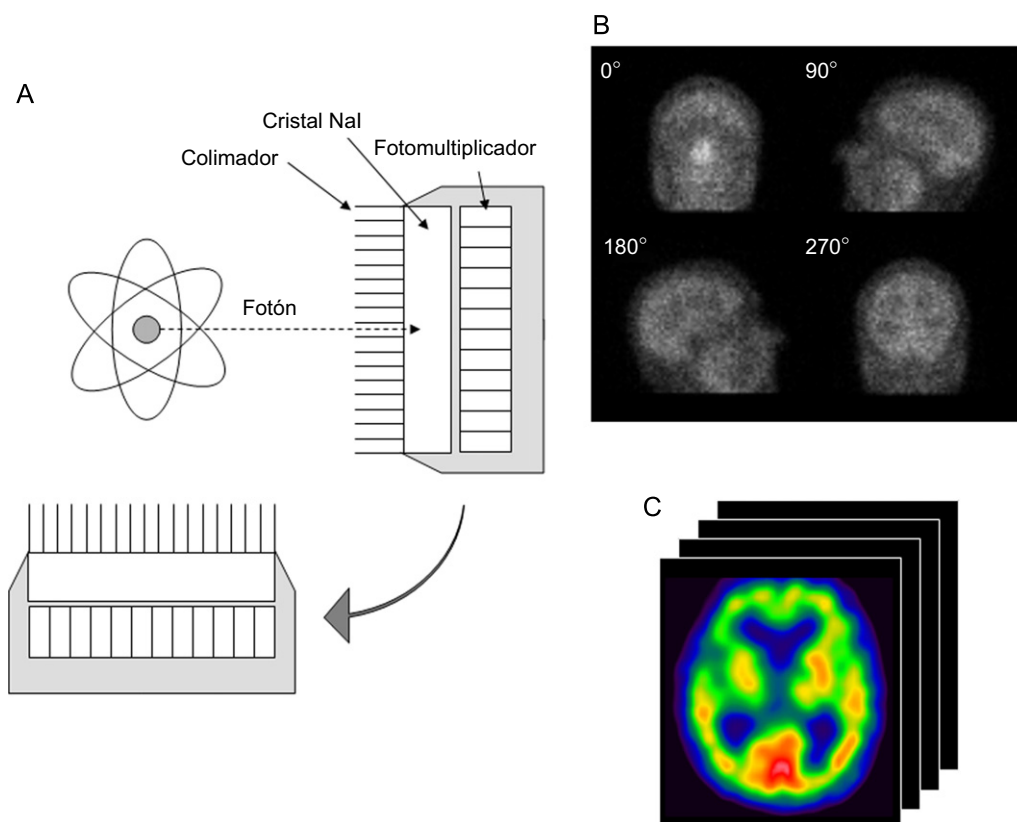 A
Cristal NaI
Colimador
Fotomultiplicador
Fotón
B
0°
90°
180°
270°
C